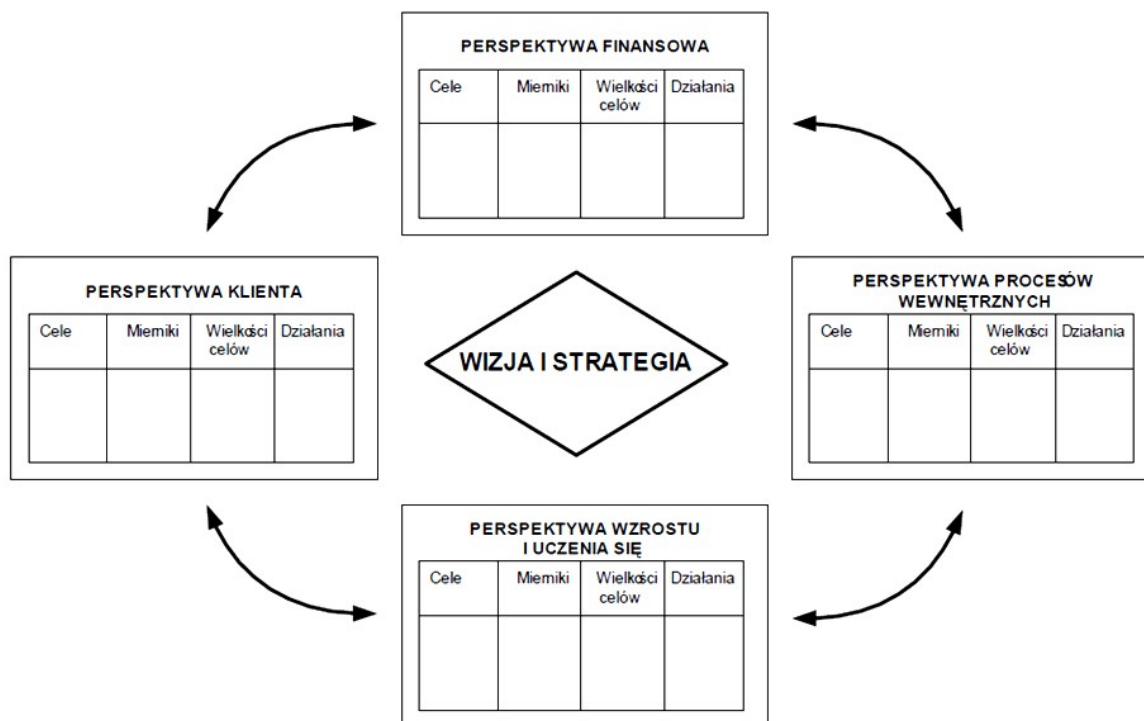 PERSPEKTYWA FINANSOWA
Cele Mierniki Wielkości Działania
celów
PERSPEKTYWA KLIENTA
Cele Mierniki Wielkości Działania
celów
WIZJA I STRATEGIA
PERSPEKTYWA PROCESÓW
WEWNĘTRZNYCH
Cele Mierniki Wielkości Działania
celów
PERSPEKTYWA WZROSTU
I UCZENIA SIĘ
Cele Mierniki Wielkości Działania
celów